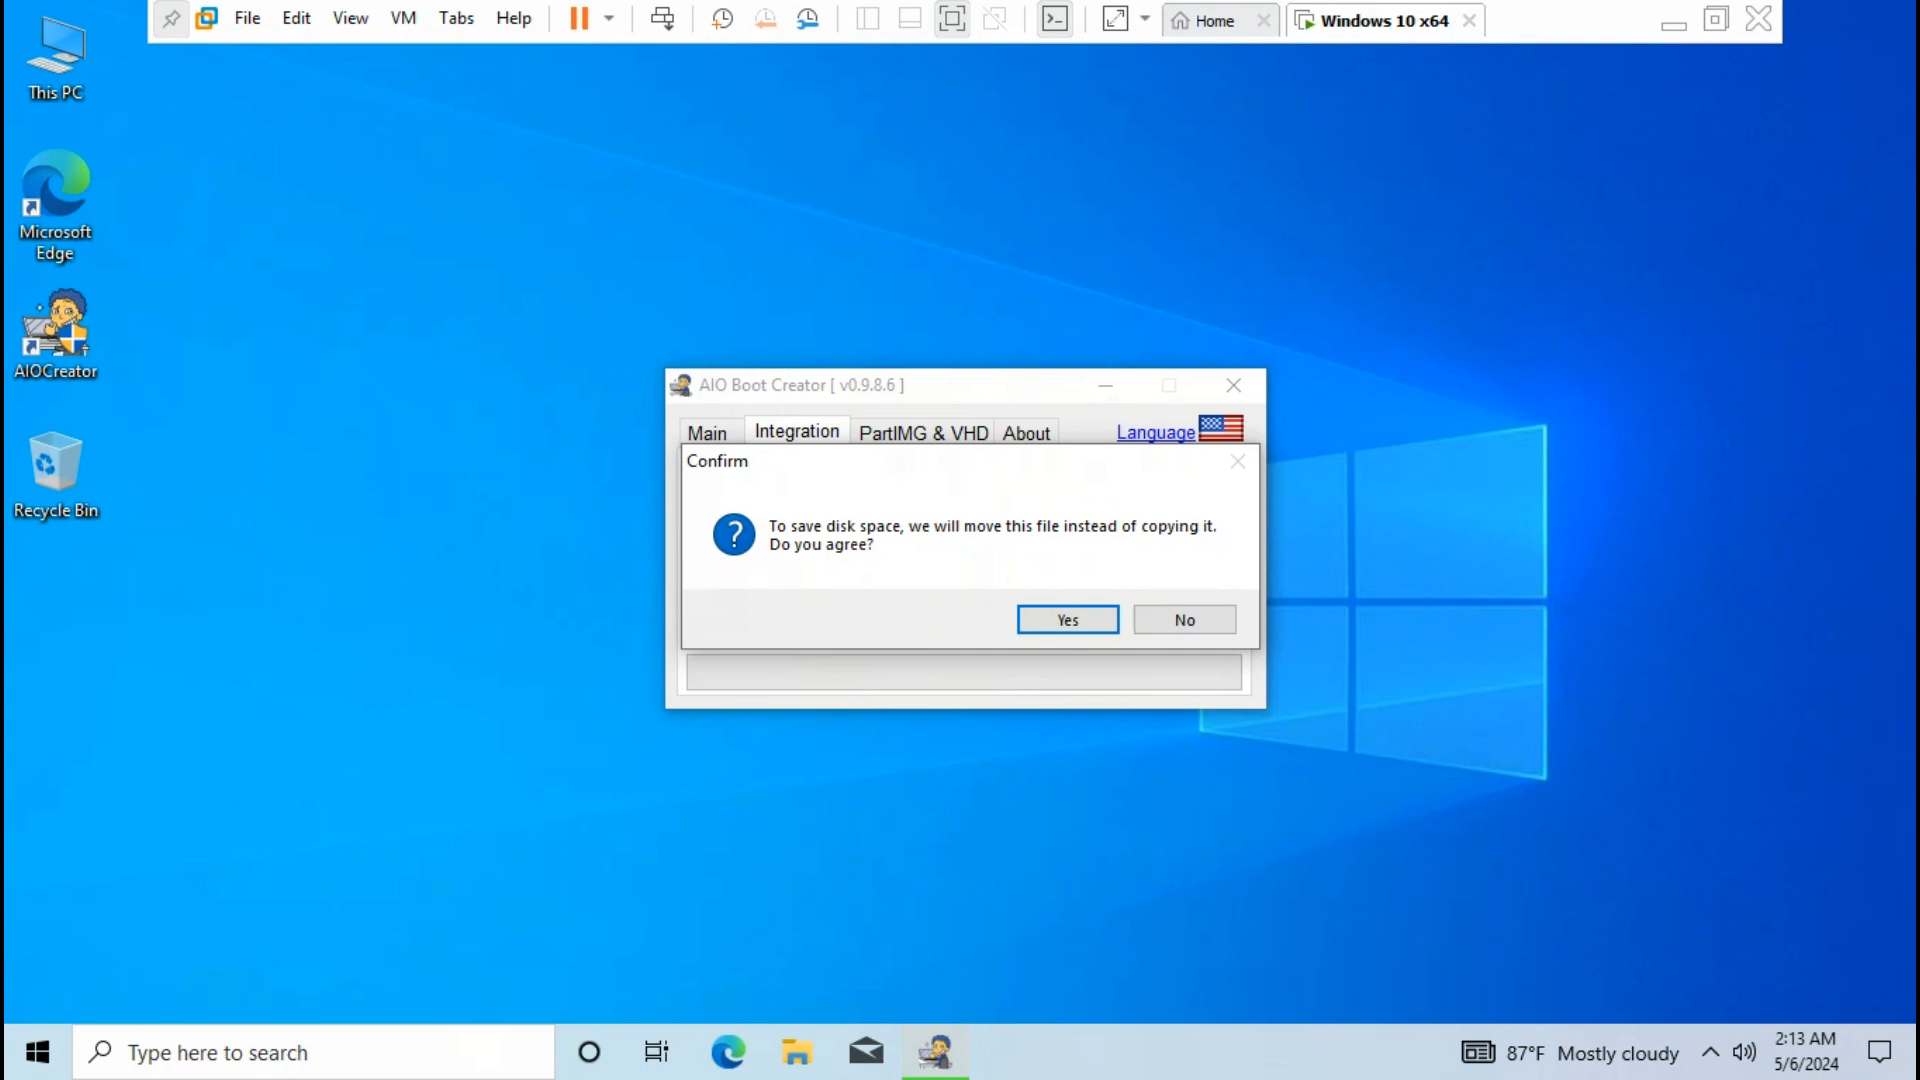 File Edit View VM Tabs Help
Home
Windows 10 x64
This PC
Microsoft
Edge
AIOCreator
Recycle Bin
AIO Boot Creator [ v0.9.8.6 ]
Main Integration PartIMG & VHD About Language
Confirm
?
To save disk space, we will move this file instead of copying it.
Do you agree?
Yes No
Type here to search
87°F Mostly cloudy
2:13 AM
5/6/2024